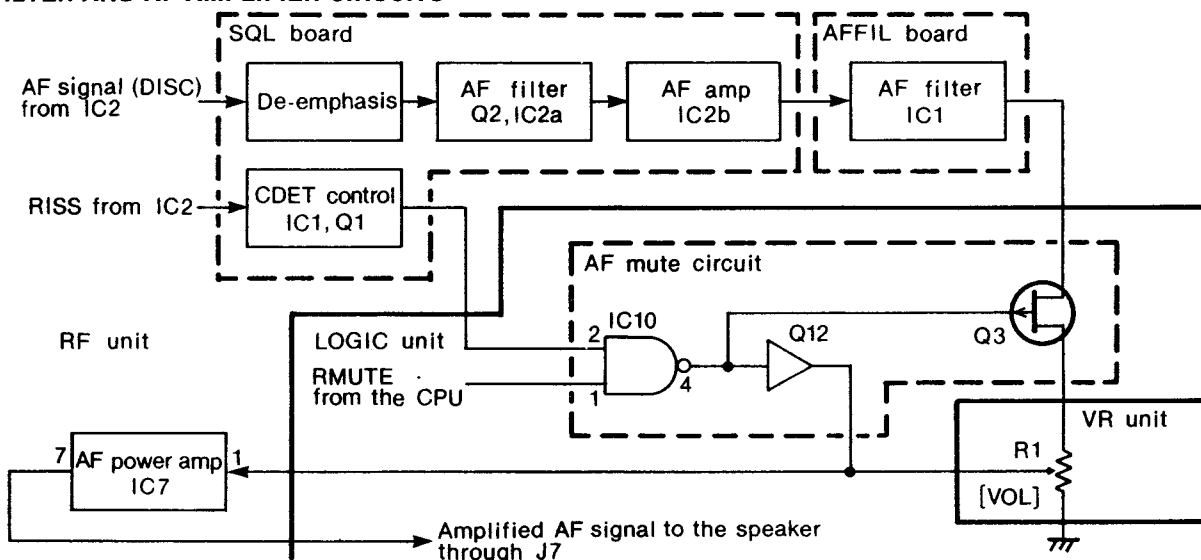 SQL board
AFFIL board
AF signal (DISC)
from IC2
De-emphasis
AF filter
Q2, IC2a
AF amp
IC2b
AF filter
IC1
RISS from IC2
CDET control
IC1, Q1
AF mute circuit
RF unit
LOGIC unit
IC10
2
Q12
Q3
RMUTE
from the CPU
1
4
VR unit
7
AF power amp
IC7
1
R1
[VOL]
Amplified AF signal to the speaker
through J7